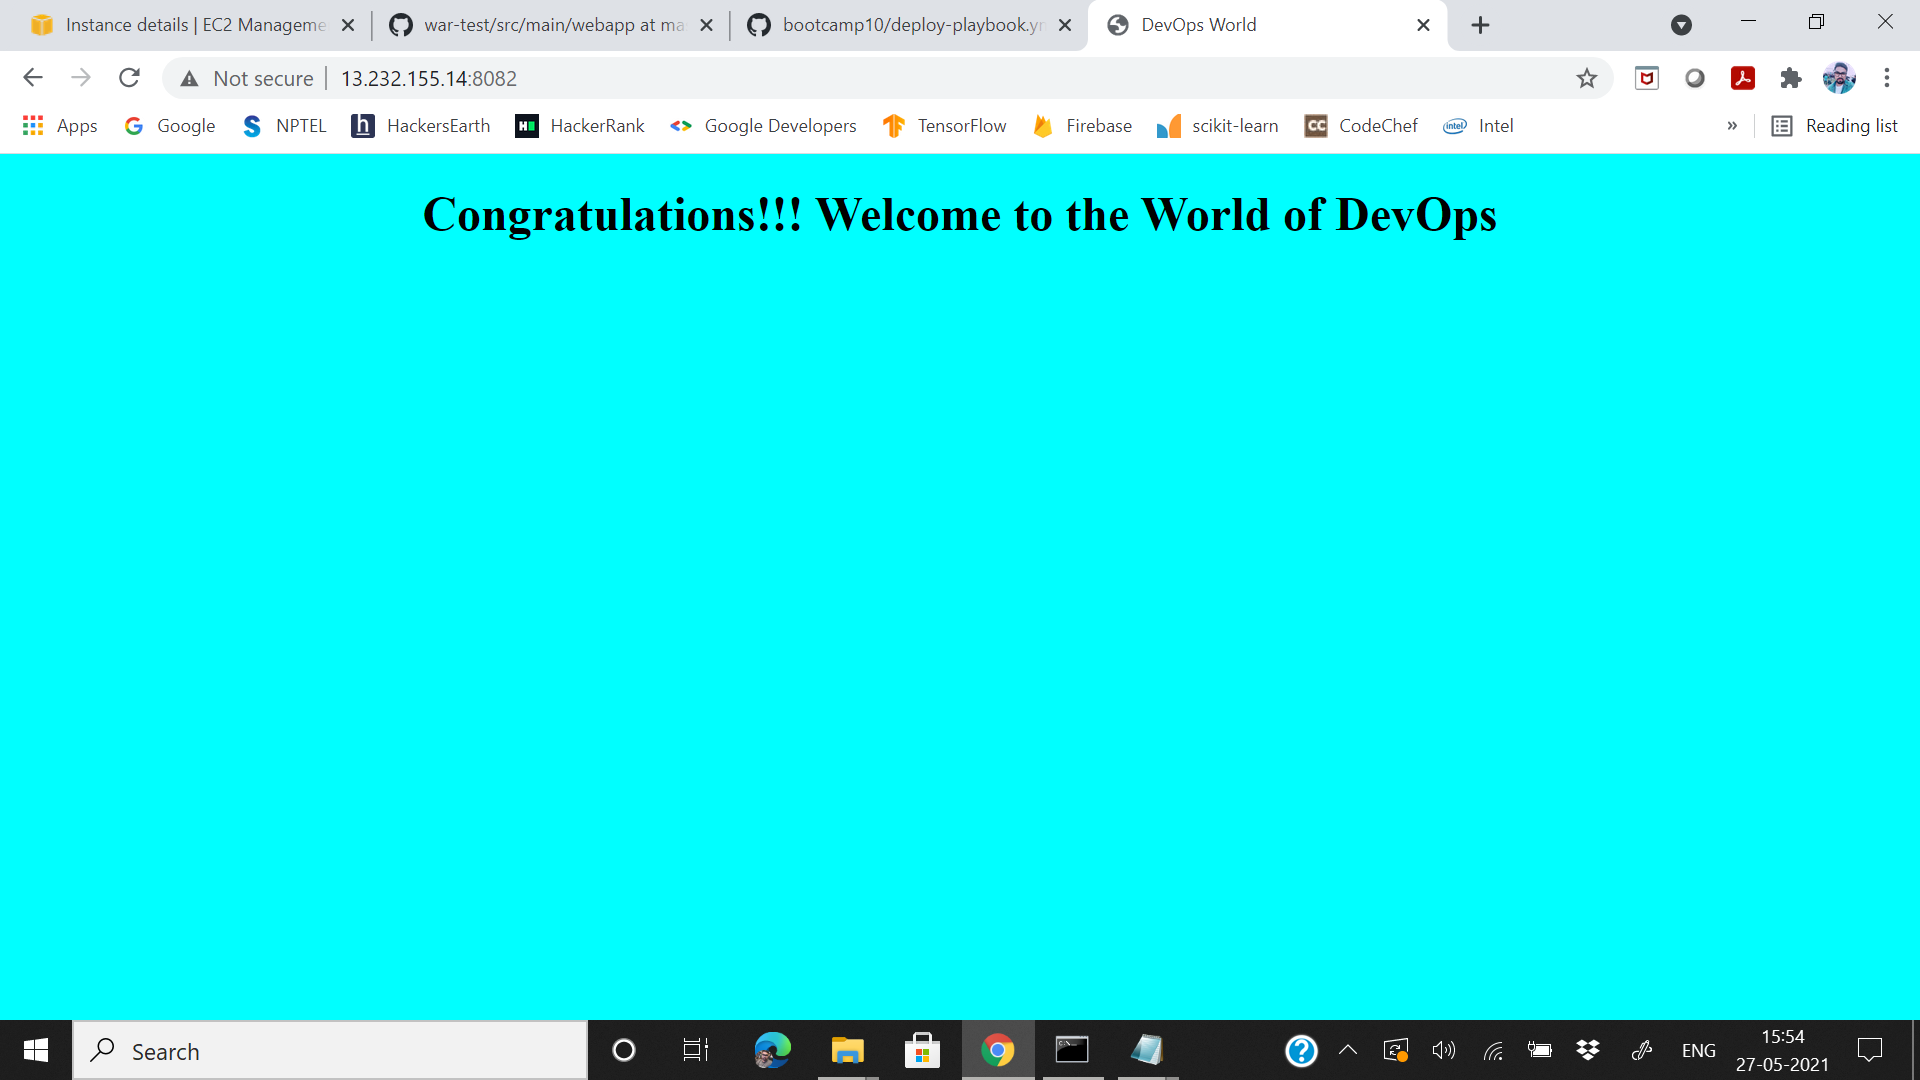 Instance details | EC2 Manageme
war-test/src/main/webapp at ma
bootcamp10/deploy-playbook.ym
DevOps World
Not secure
13.232.155.14:8082
Apps
Google
NPTEL
HackersEarth
HackerRank
Google Developers
TensorFlow
Firebase
scikit-learn
CodeChef
Intel
»
Reading list
Congratulations!!! Welcome to the World of DevOps
Search
ENG
15:54
27-05-2021